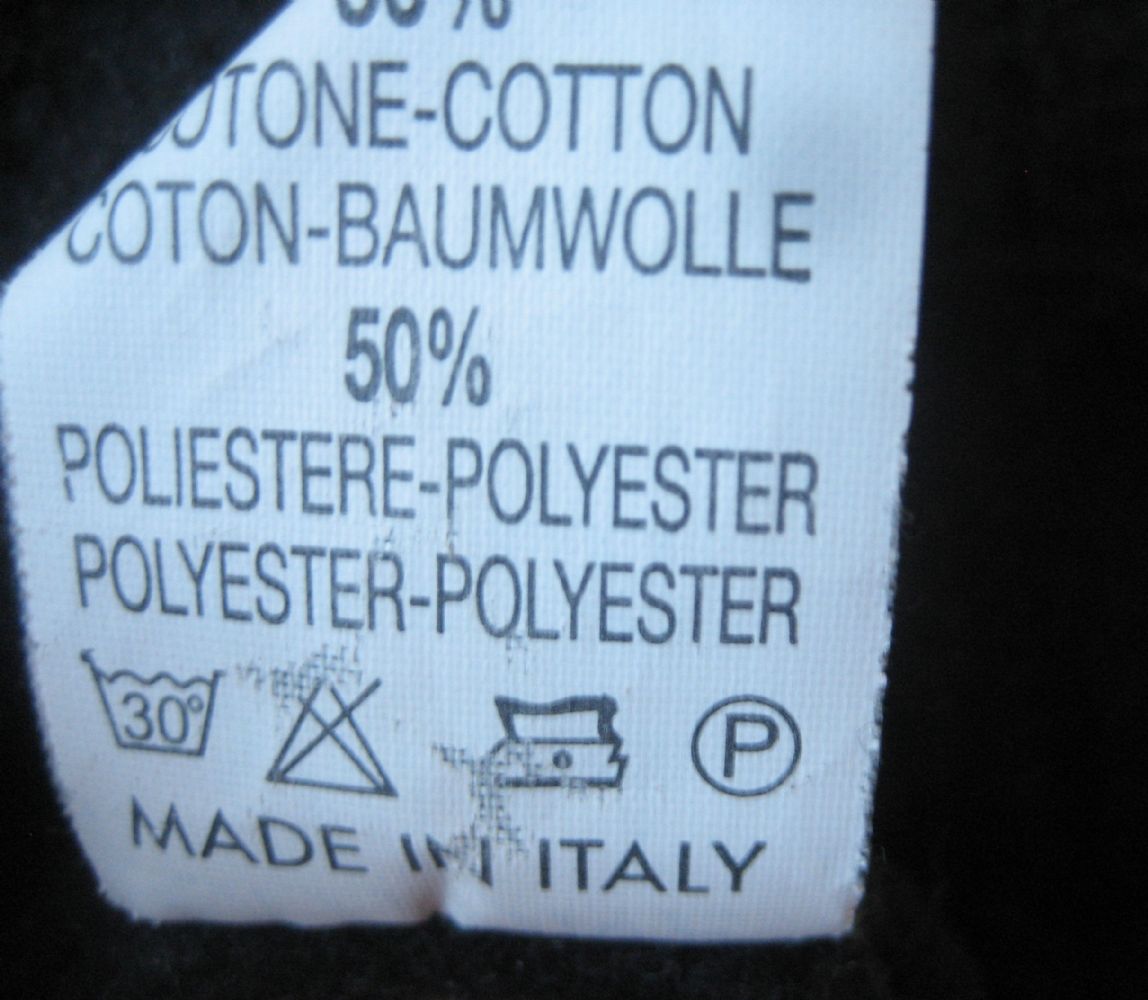 COTONE-COTTON
COTON-BAUMWOLLE
50%
POLIESTERE-POLYESTER
POLYESTER-POLYESTER
30° P
MADE IN ITALY